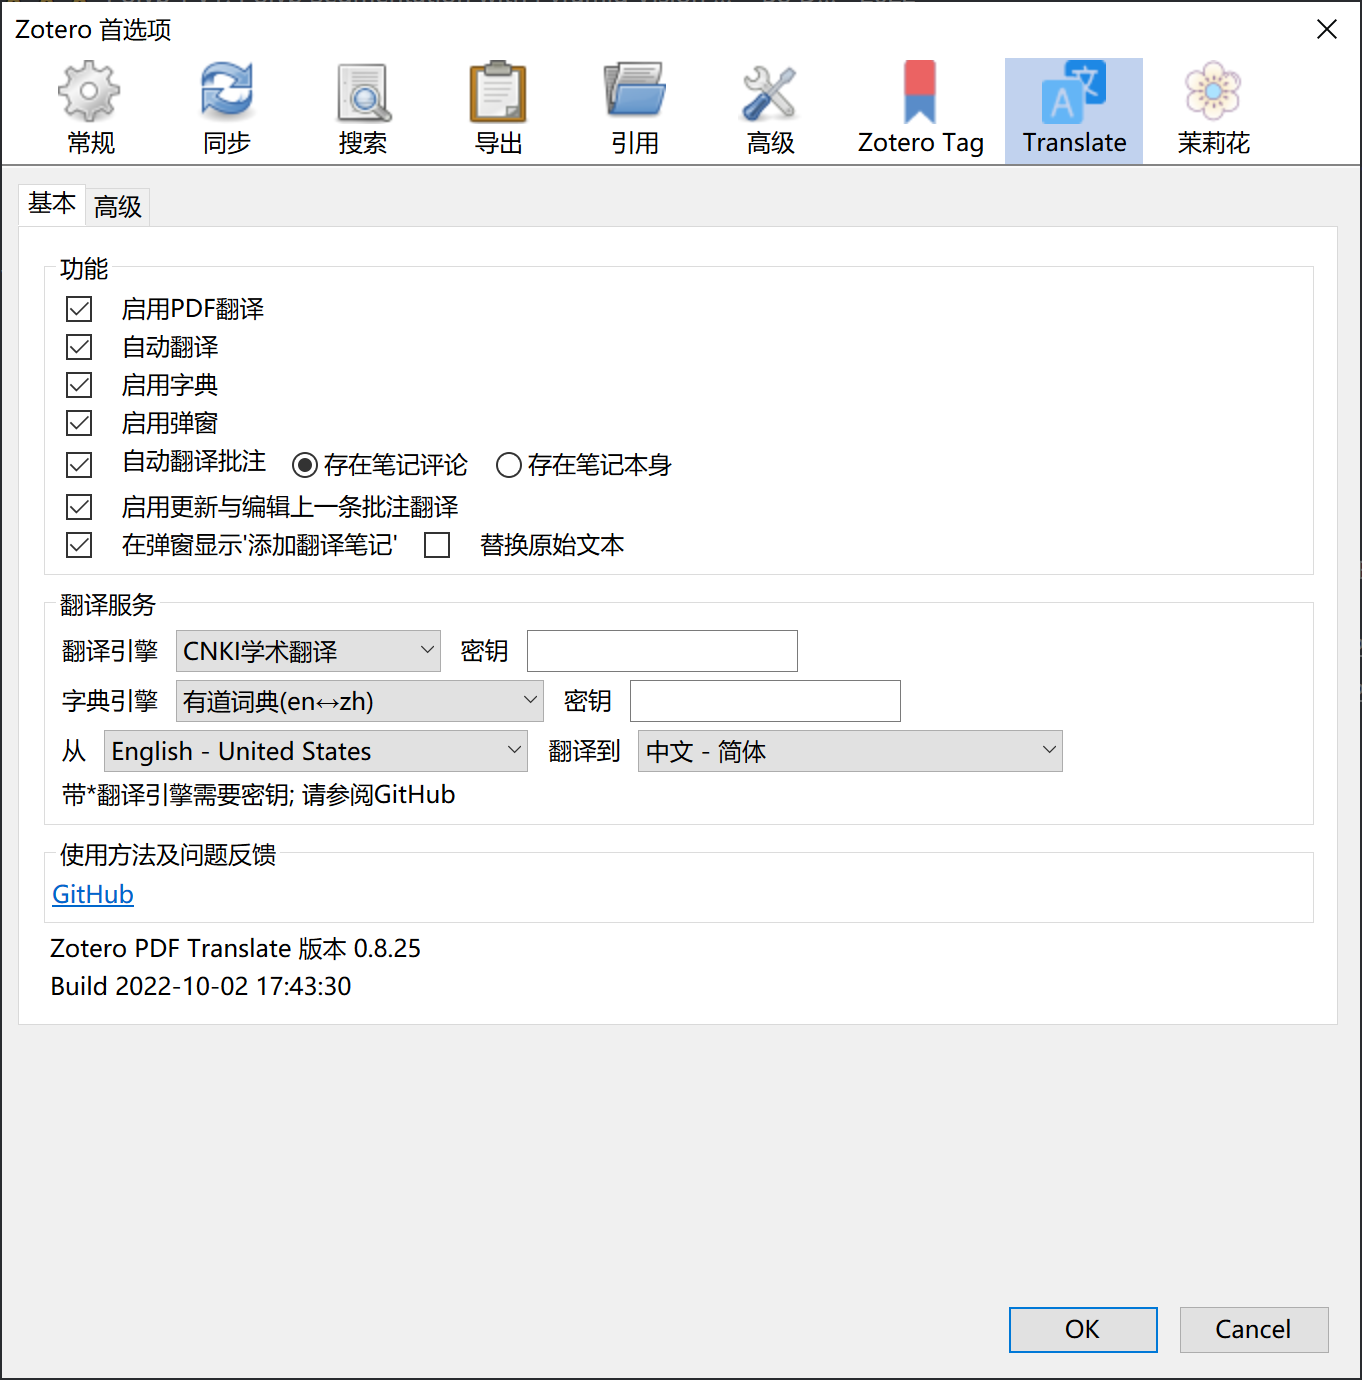 Zotero 首选项
常规 同步 搜索 导出 引用 高级 Zotero Tag Translate 茉莉花
基本 高级
功能
启用PDF翻译
自动翻译
启用字典
启用弹窗
自动翻译批注 存在笔记评论 存在笔记本身
启用更新与编辑上一条批注翻译
在弹窗显示'添加翻译笔记' 替换原始文本
翻译服务
翻译引擎 CNKI学术翻译 密钥
字典引擎 有道词典(en↔zh) 密钥
从 English - United States 翻译到 中文 - 简体
带*翻译引擎需要密钥; 请参阅GitHub
使用方法及问题反馈
GitHub
Zotero PDF Translate 版本 0.8.25
Build 2022-10-02 17:43:30
OK Cancel